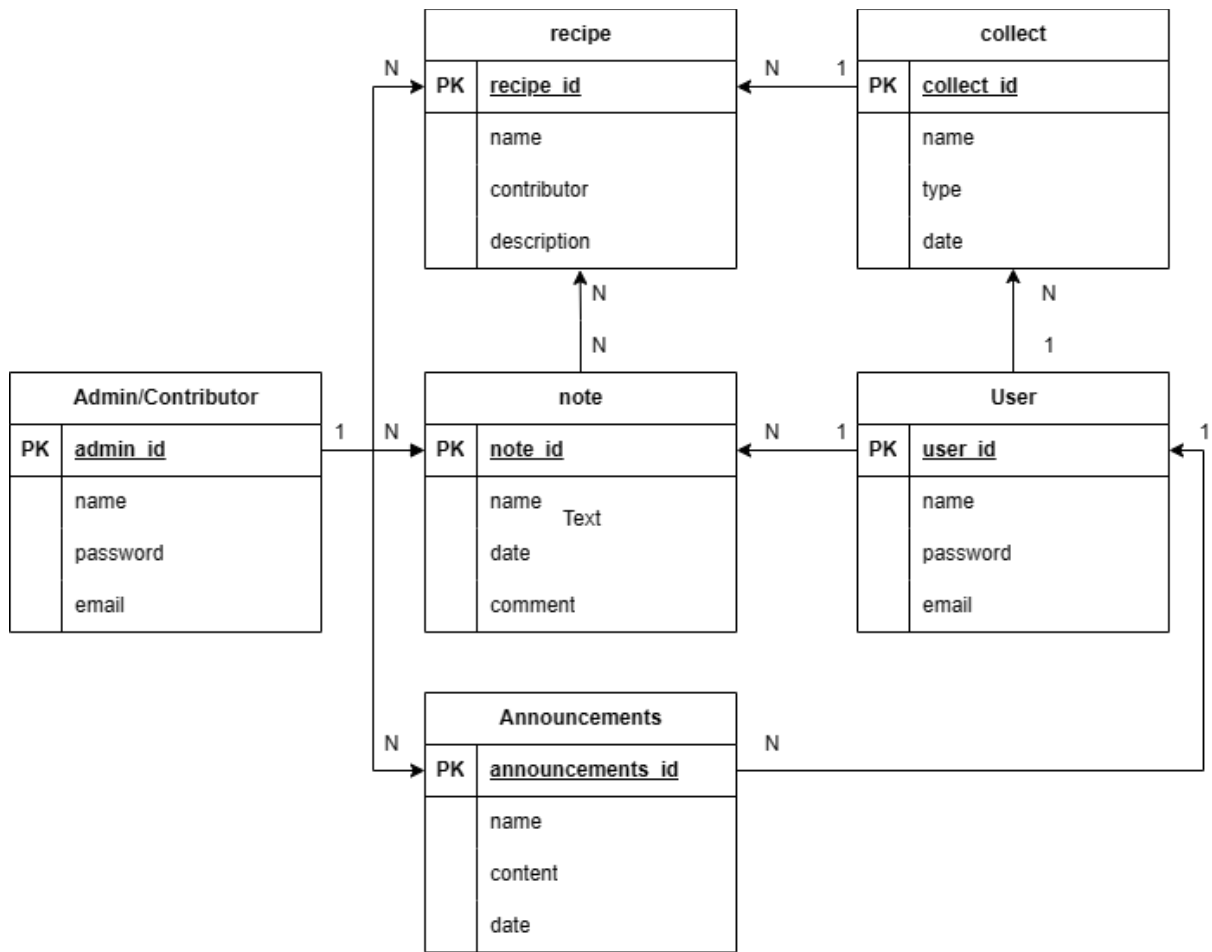 recipe
PK recipe_id
name
contributor
description
collect
PK collect_id
name
type
date
N
N 1
N
N
N
1
Admin/Contributor
PK admin_id
name
password
email
1 N
note
PK note_id
name
Text
date
comment
N 1
User
PK user_id
name
password
email
1
Announcements
PK announcements_id
name
content
date
N
N